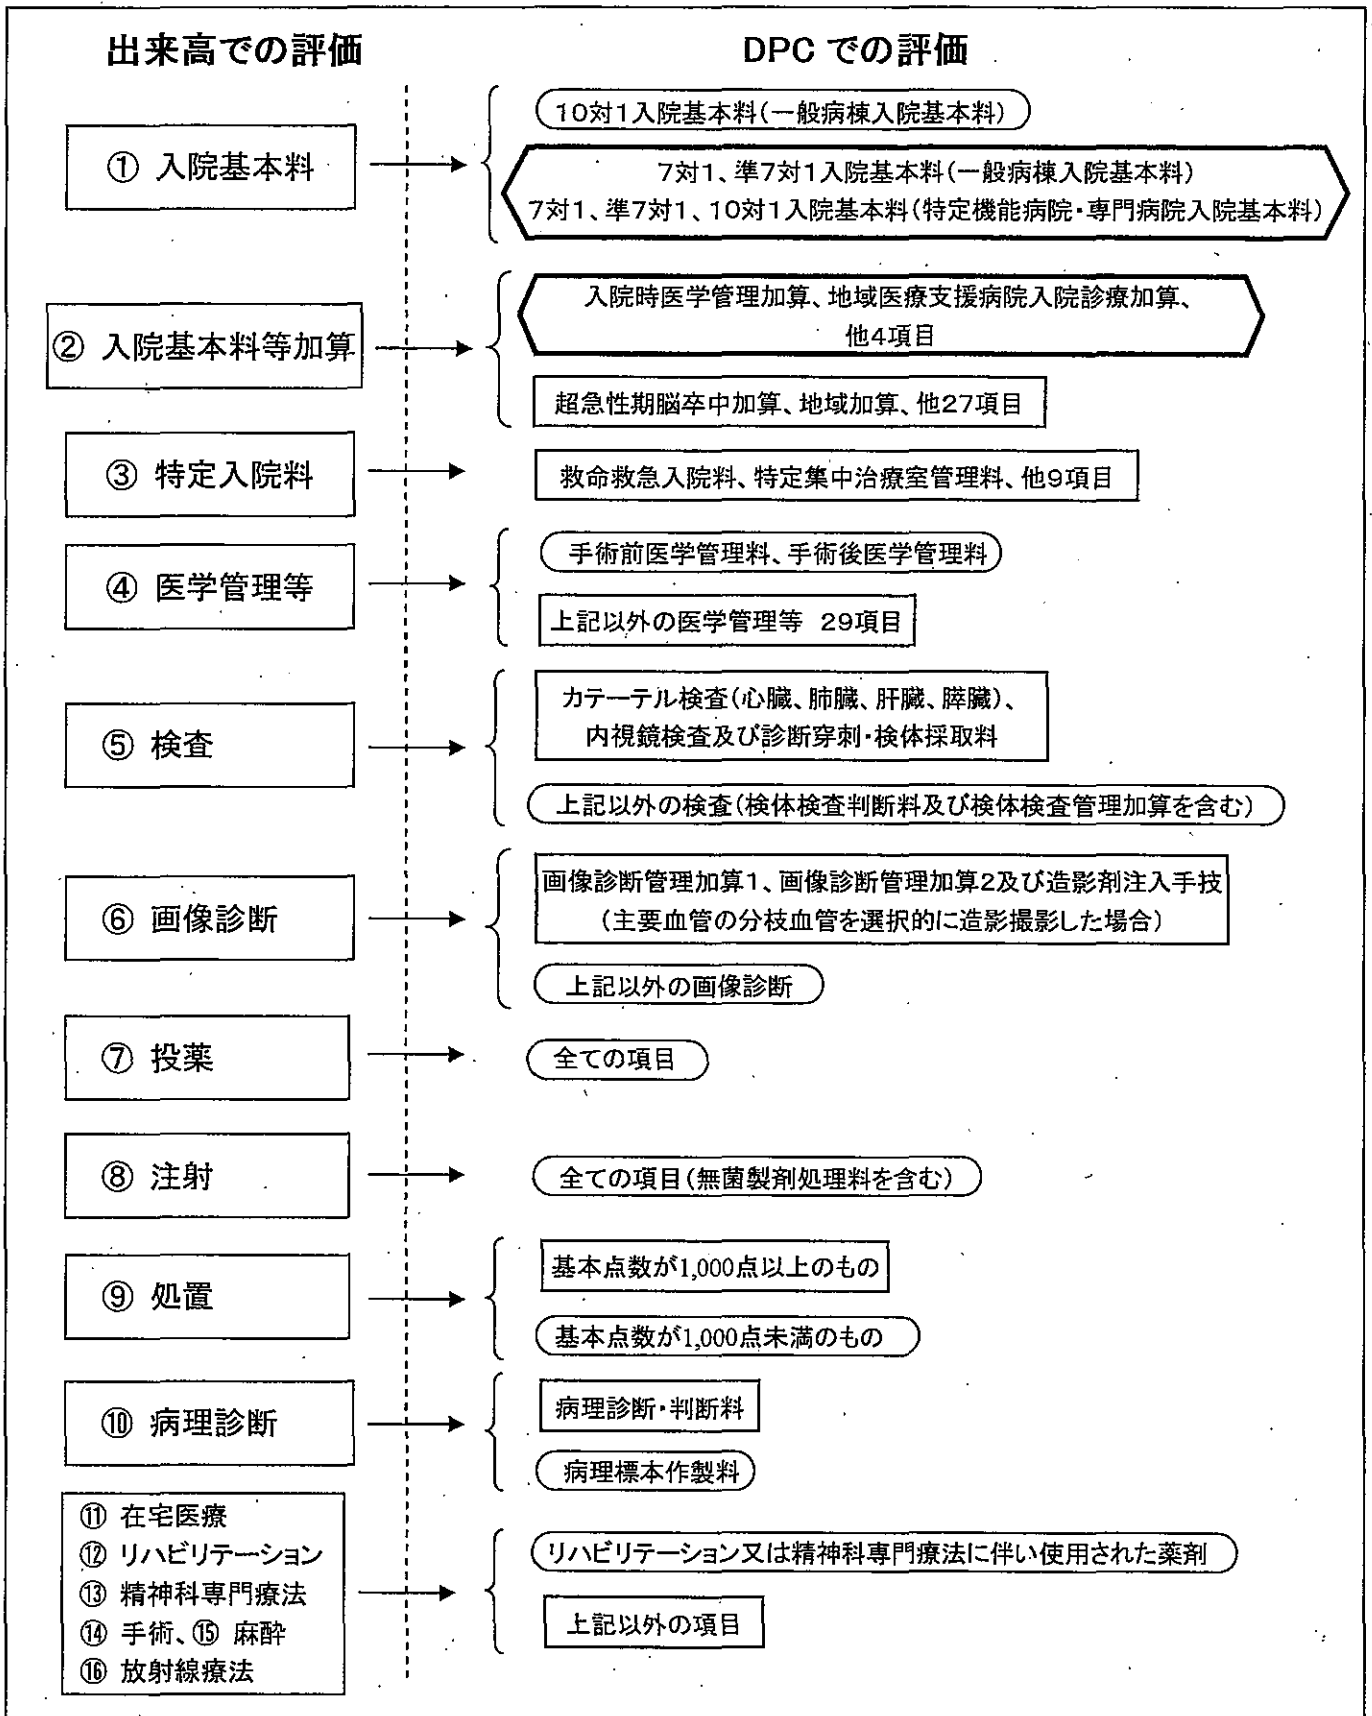 出来高での評価
DPCでの評価
① 入院基本料
10対1入院基本料(一般病棟入院基本料)
7対1、準7対1入院基本料(一般病棟入院基本料)
7対1、準7対1、10対1入院基本料(特定機能病院・専門病院入院基本料)
② 入院基本料等加算
入院時医学管理加算、地域医療支援病院入院診療加算、
他4項目
超急性期脳卒中加算、地域加算、他27項目
③ 特定入院料
救命救急入院料、特定集中治療室管理料、他9項目
④ 医学管理等
手術前医学管理料、手術後医学管理料
上記以外の医学管理等 29項目
⑤ 検査
カテーテル検査(心臓、肺臓、肝臓、膵臓)、
内視鏡検査及び診断穿刺・検体採取料
上記以外の検査(検体検査判断料及び検体検査管理加算を含む)
⑥ 画像診断
画像診断管理加算1、画像診断管理加算2及び造影剤注入手技
(主要血管の分枝血管を選択的に造影撮影した場合)
上記以外の画像診断
⑦ 投薬
全ての項目
⑧ 注射
全ての項目(無菌製剤処理料を含む)
⑨ 処置
基本点数が1,000点以上のもの
基本点数が1,000点未満のもの
⑩ 病理診断
病理診断・判断料
病理標本作製料
⑪ 在宅医療
⑫ リハビリテーション
⑬ 精神科専門療法
⑭ 手術、⑮ 麻酔
⑯ 放射線療法
リハビリテーション又は精神科専門療法に伴い使用された薬剤
上記以外の項目